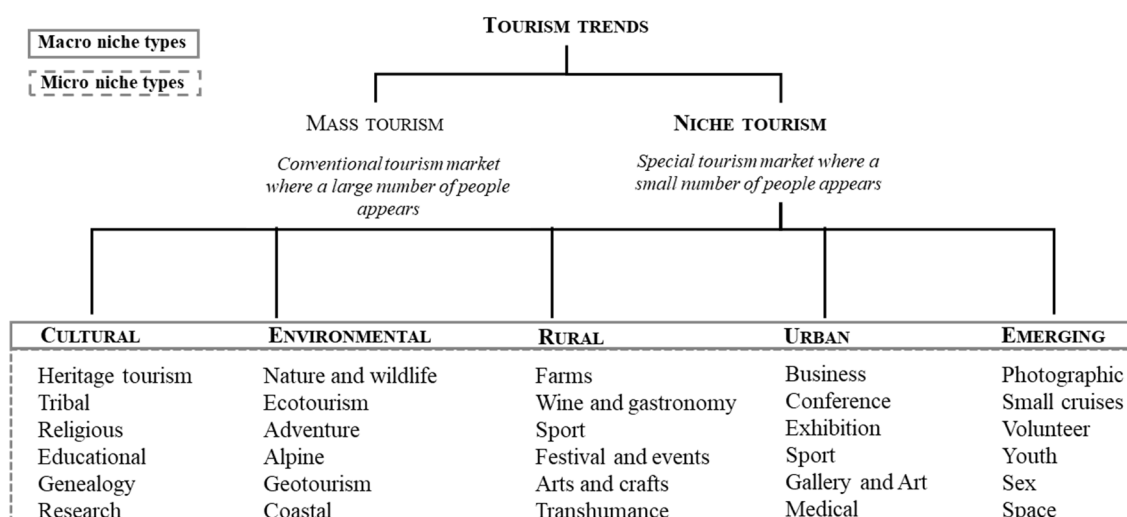 TOURISM TRENDS
Macro niche types
Micro niche types
MASS TOURISM
NICHE TOURISM
Conventional tourism market
where a large number of people
appears
Special tourism market where a
small number of people appears
CULTURAL
Heritage tourism
Tribal
Religious
Educational
Genealogy
Research
ENVIRONMENTAL
Nature and wildlife
Ecotourism
Adventure
Alpine
Geotourism
Coastal
RURAL
Farms
Wine and gastronomy
Sport
Festival and events
Arts and crafts
Transhumance
URBAN
Business
Conference
Exhibition
Sport
Gallery and Art
Medical
EMERGING
Photographic
Small cruises
Volunteer
Youth
Sex
Space